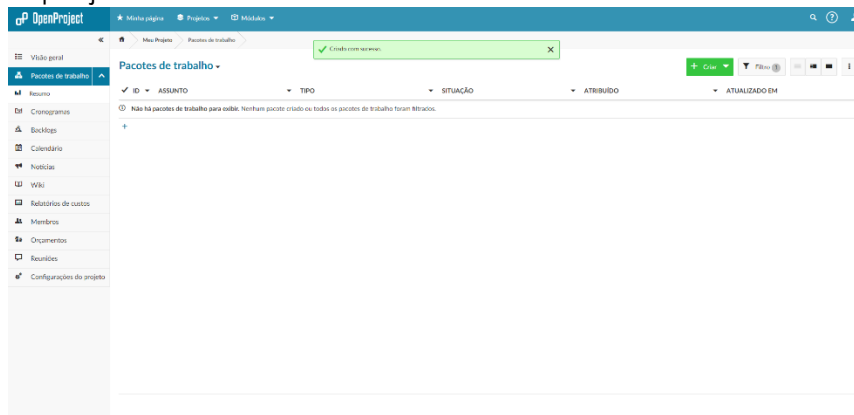 OpenProject
Minha página Projetos Módulos
Meu Projeto Pacotes de trabalho
Criado com sucesso.
Visão geral
Pacotes de trabalho
Resumo
Cronogramas
Backlogs
Calendário
Notícias
Wiki
Relatórios de custos
Membros
Orçamentos
Reuniões
Configurações do projeto
Pacotes de trabalho
+ Criar Filtro 1
ID ASSUNTO TIPO SITUAÇÃO ATRIBUÍDO ATUALIZADO EM
Não há pacotes de trabalho para exibir. Nenhum pacote criado ou todos os pacotes de trabalho foram filtrados.
+